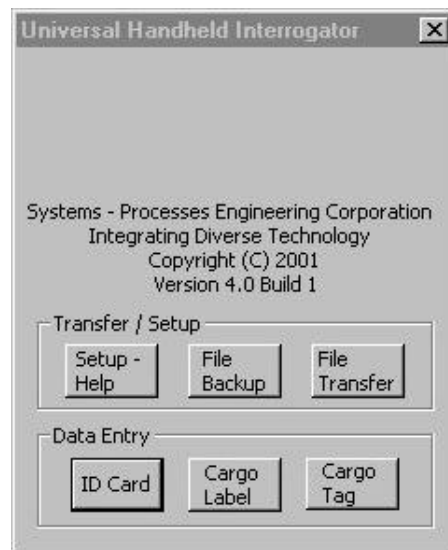 Universal Handheld Interrogator
Systems - Processes Engineering Corporation
Integrating Diverse Technology
Copyright (C) 2001
Version 4.0 Build 1
Transfer / Setup
Setup -
Help
File
Backup
File
Transfer
Data Entry
ID Card
Cargo
Label
Cargo
Tag